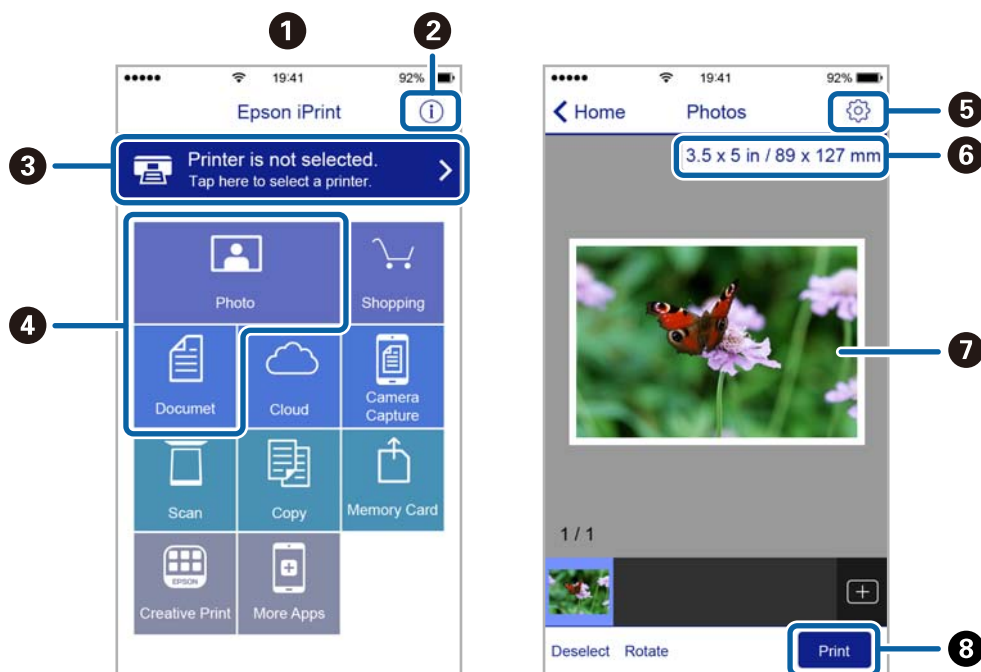 1
2
19:41
92%
Epson iPrint
3
Printer is not selected.
Tap here to select a printer.
4
Photo
Shopping
Documet
Cloud
Camera
Capture
Scan
Copy
Memory Card
EPSON
Creative Print
More Apps
19:41
92%
Home
Photos
5
3.5 x 5 in / 89 x 127 mm
6
7
1 / 1
Deselect
Rotate
Print
8